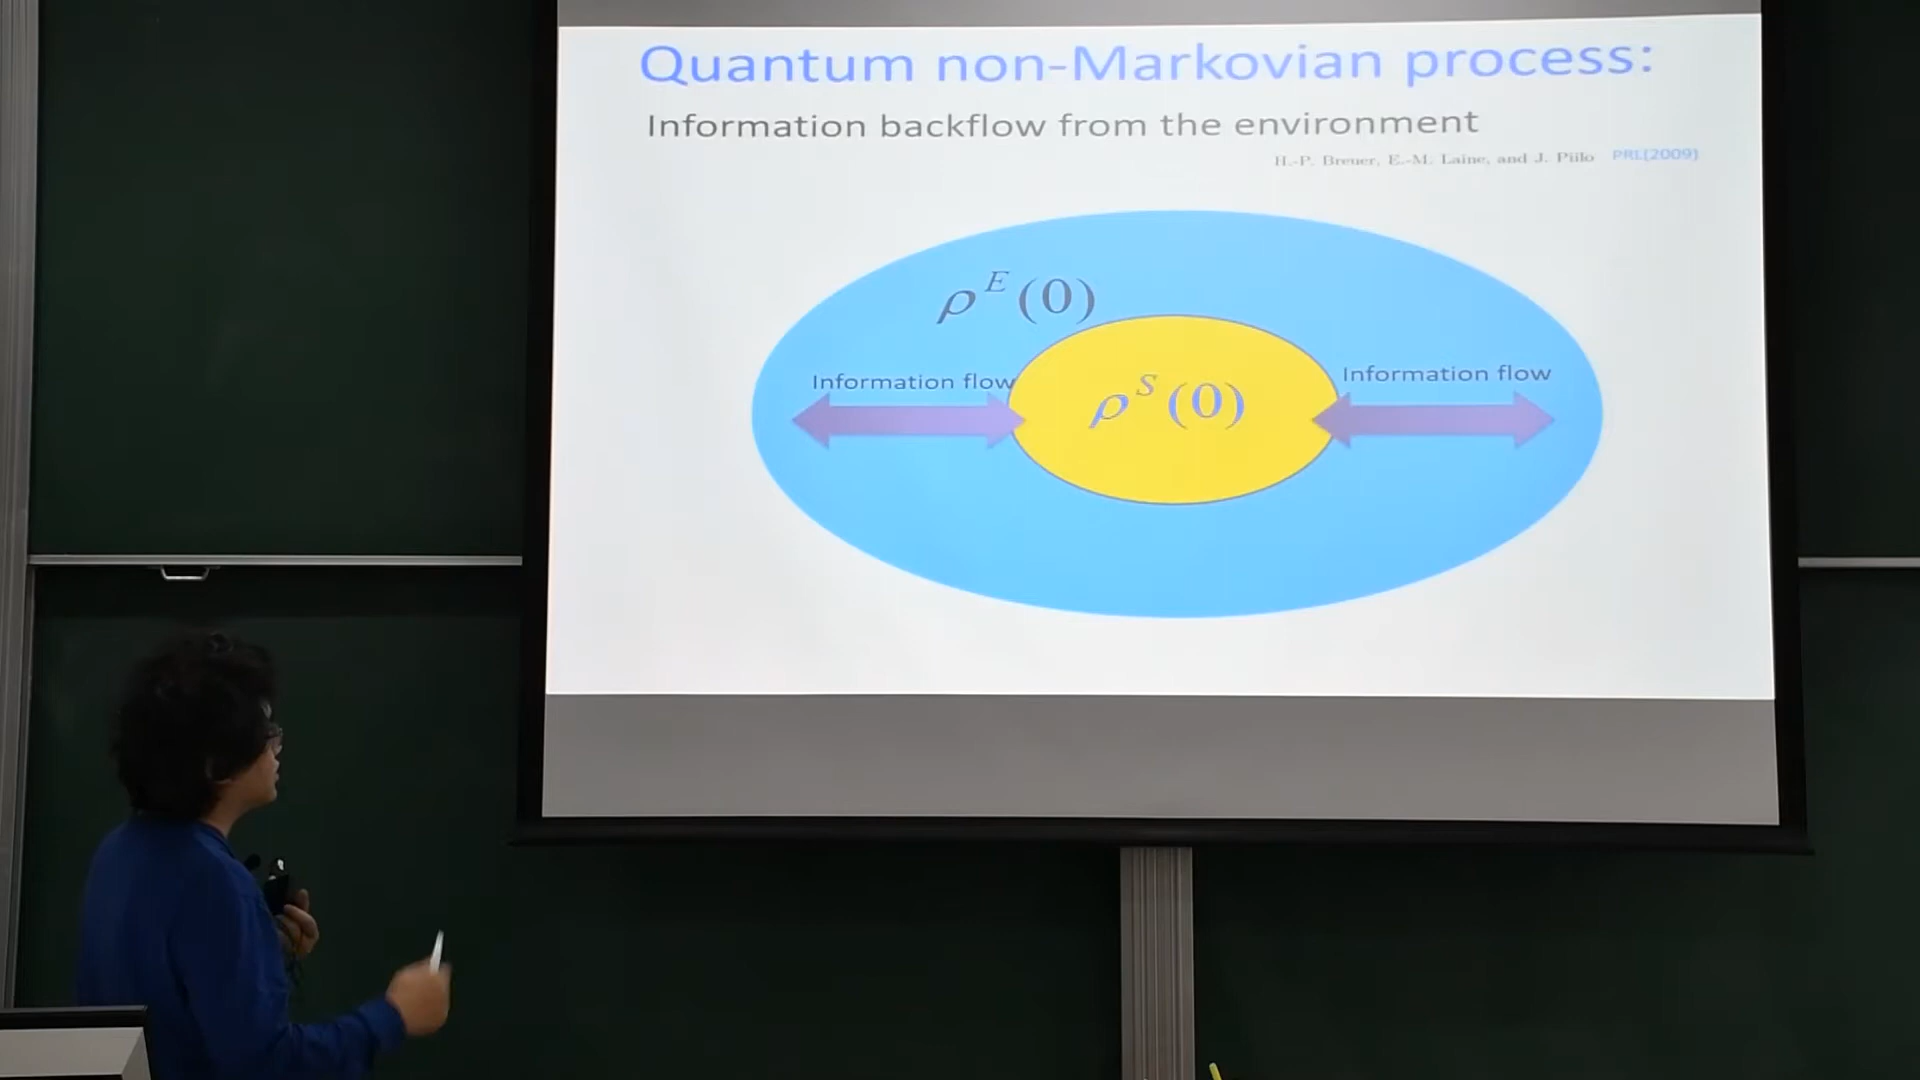 Quantum non-Markovian process:
Information backflow from the environment
H.-P. Breuer, E.-M. Laine, and J. Piilo PRL(2009)
ρ^E(0)
Information flow
Information flow
ρ^S(0)